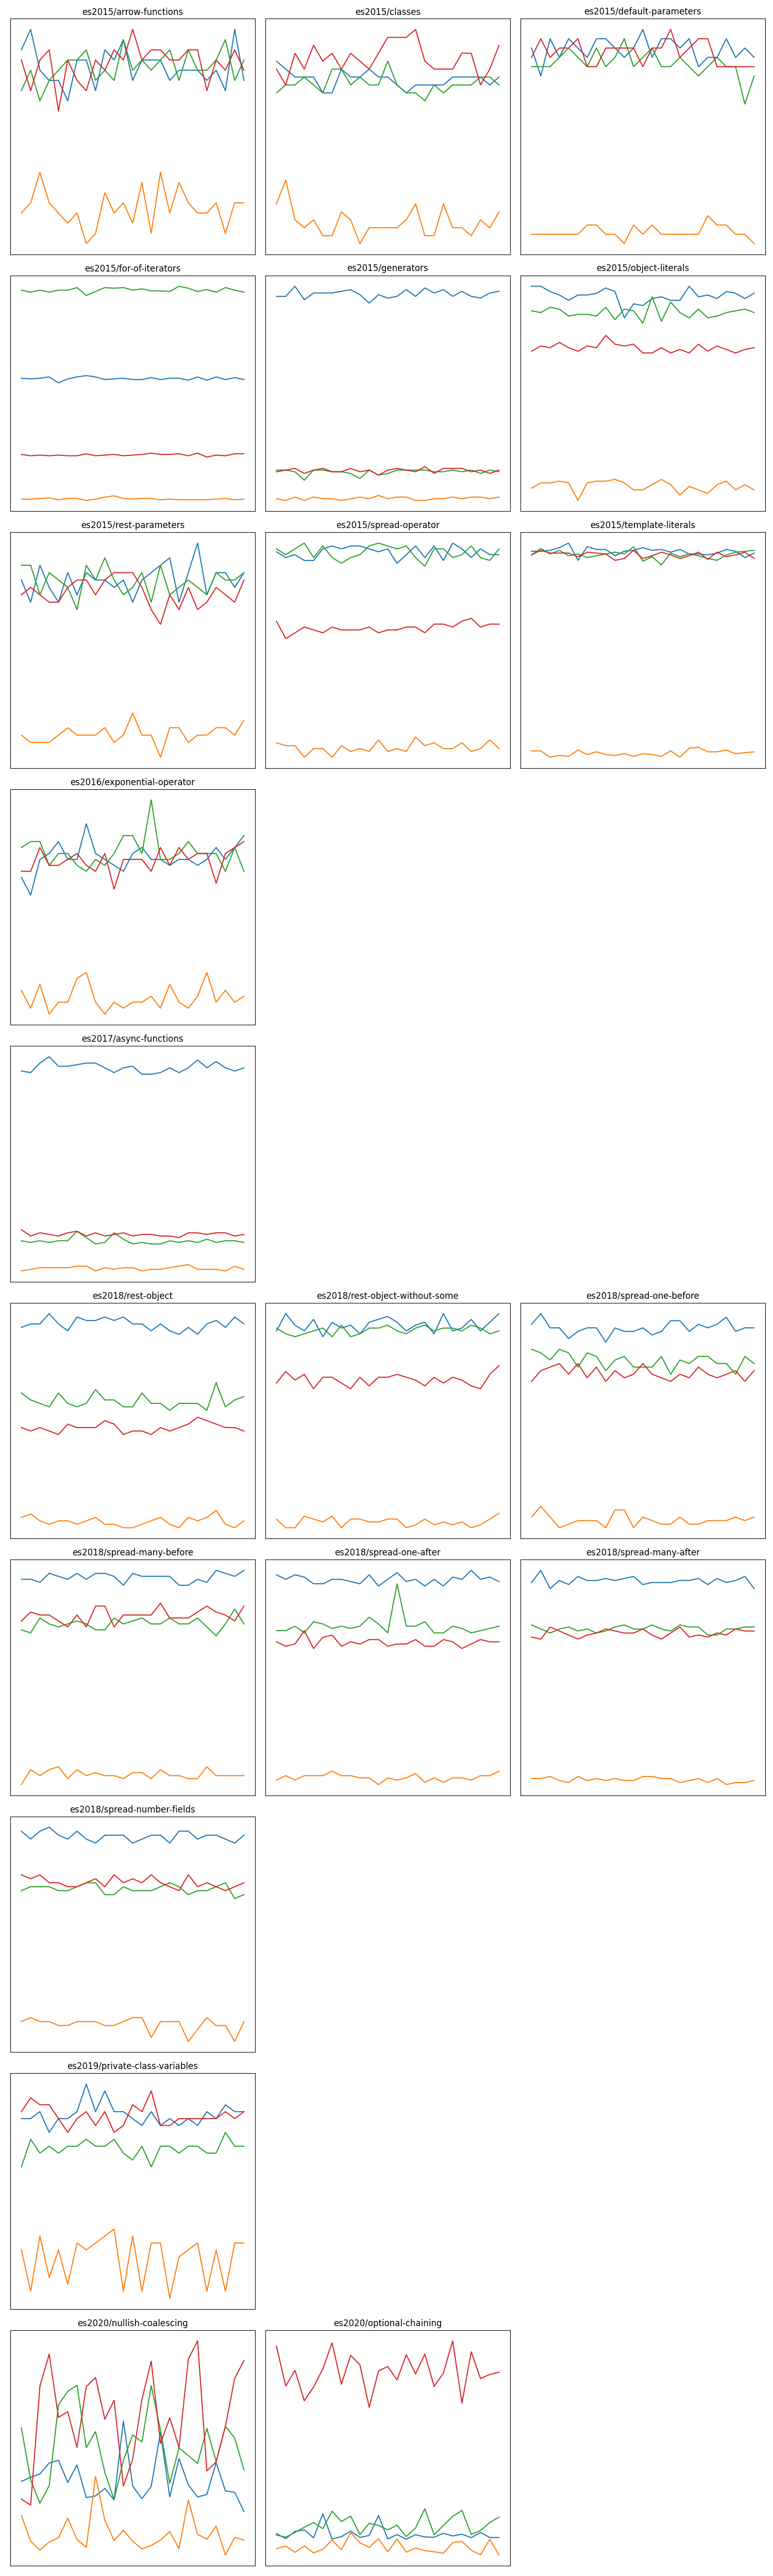 es2015/arrow-functions
es2015/classes
es2015/default-parameters
es2015/for-of-iterators
es2015/generators
es2015/object-literals
es2015/rest-parameters
es2015/spread-operator
es2015/template-literals
es2016/exponential-operator
es2017/async-functions
es2018/rest-object
es2018/rest-object-without-some
es2018/spread-one-before
es2018/spread-many-before
es2018/spread-one-after
es2018/spread-many-after
es2018/spread-number-fields
es2019/private-class-variables
es2020/nullish-coalescing
es2020/optional-chaining